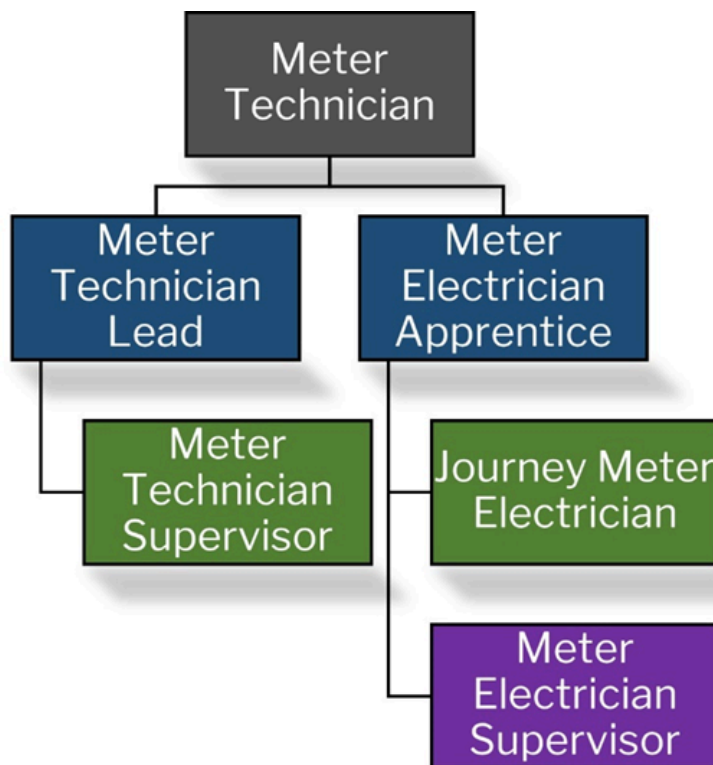 Meter
Technician
Meter
Technician
Lead
Meter
Electrician
Apprentice
Meter
Technician
Supervisor
Journey Meter
Electrician
Meter
Electrician
Supervisor